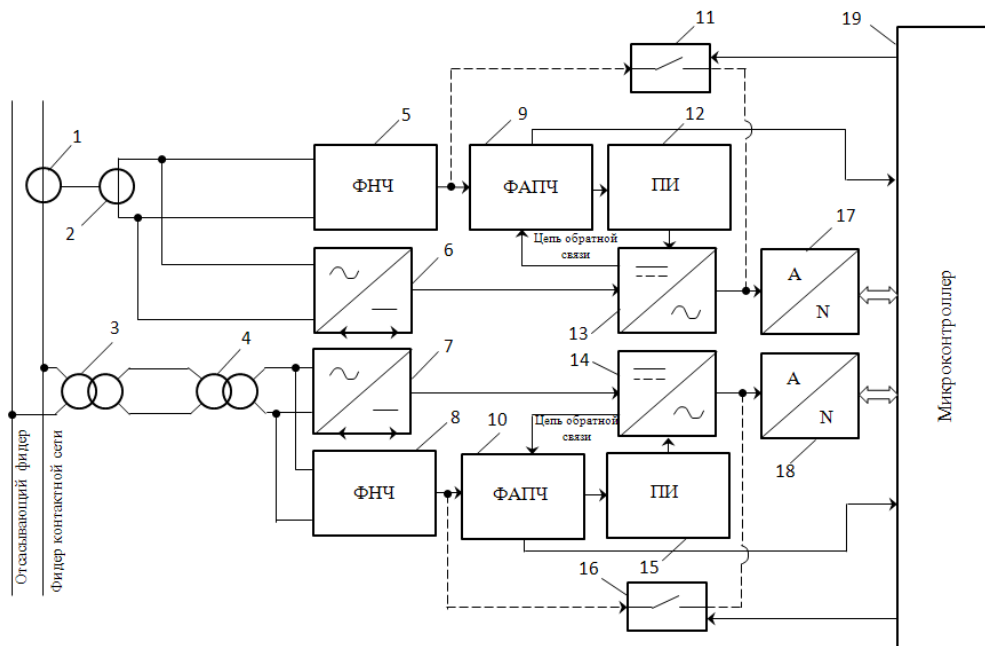 11
19
1
5
9
12
ФНЧ
ФАПЧ
ПИ
2
17
Цепь обратной
связи
6
A
N
13
3
4
7
14
A
N
Цепь обратной
связи
8
10
18
ФНЧ
ФАПЧ
ПИ
15
16
Отсасывающий фидер
Фидер контактной сети
Микроконтроллер